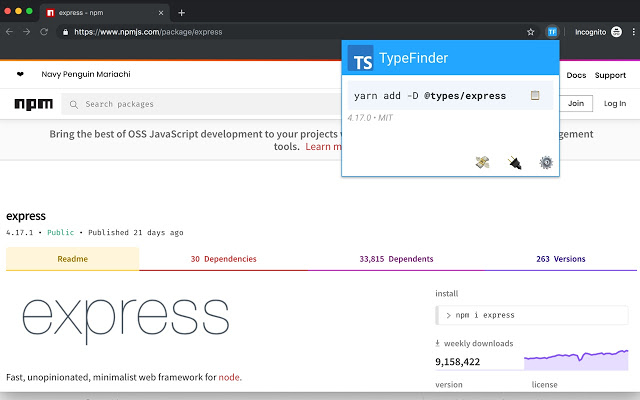 express - npm
https://www.npmjs.com/package/express
TF
Incognito
TS TypeFinder
yarn add -D @types/express
4.17.0 • MIT
❤ Navy Penguin Mariachi
Docs Support
npm
Search packages
Join
Log In
Bring the best of OSS JavaScript development to your projects
gement
tools. Learn m
express
4.17.1 • Public • Published 21 days ago
Readme
30 Dependencies
33,815 Dependents
263 Versions
express
install
> npm i express
weekly downloads
9,158,422
Fast, unopinionated, minimalist web framework for node.
version
license